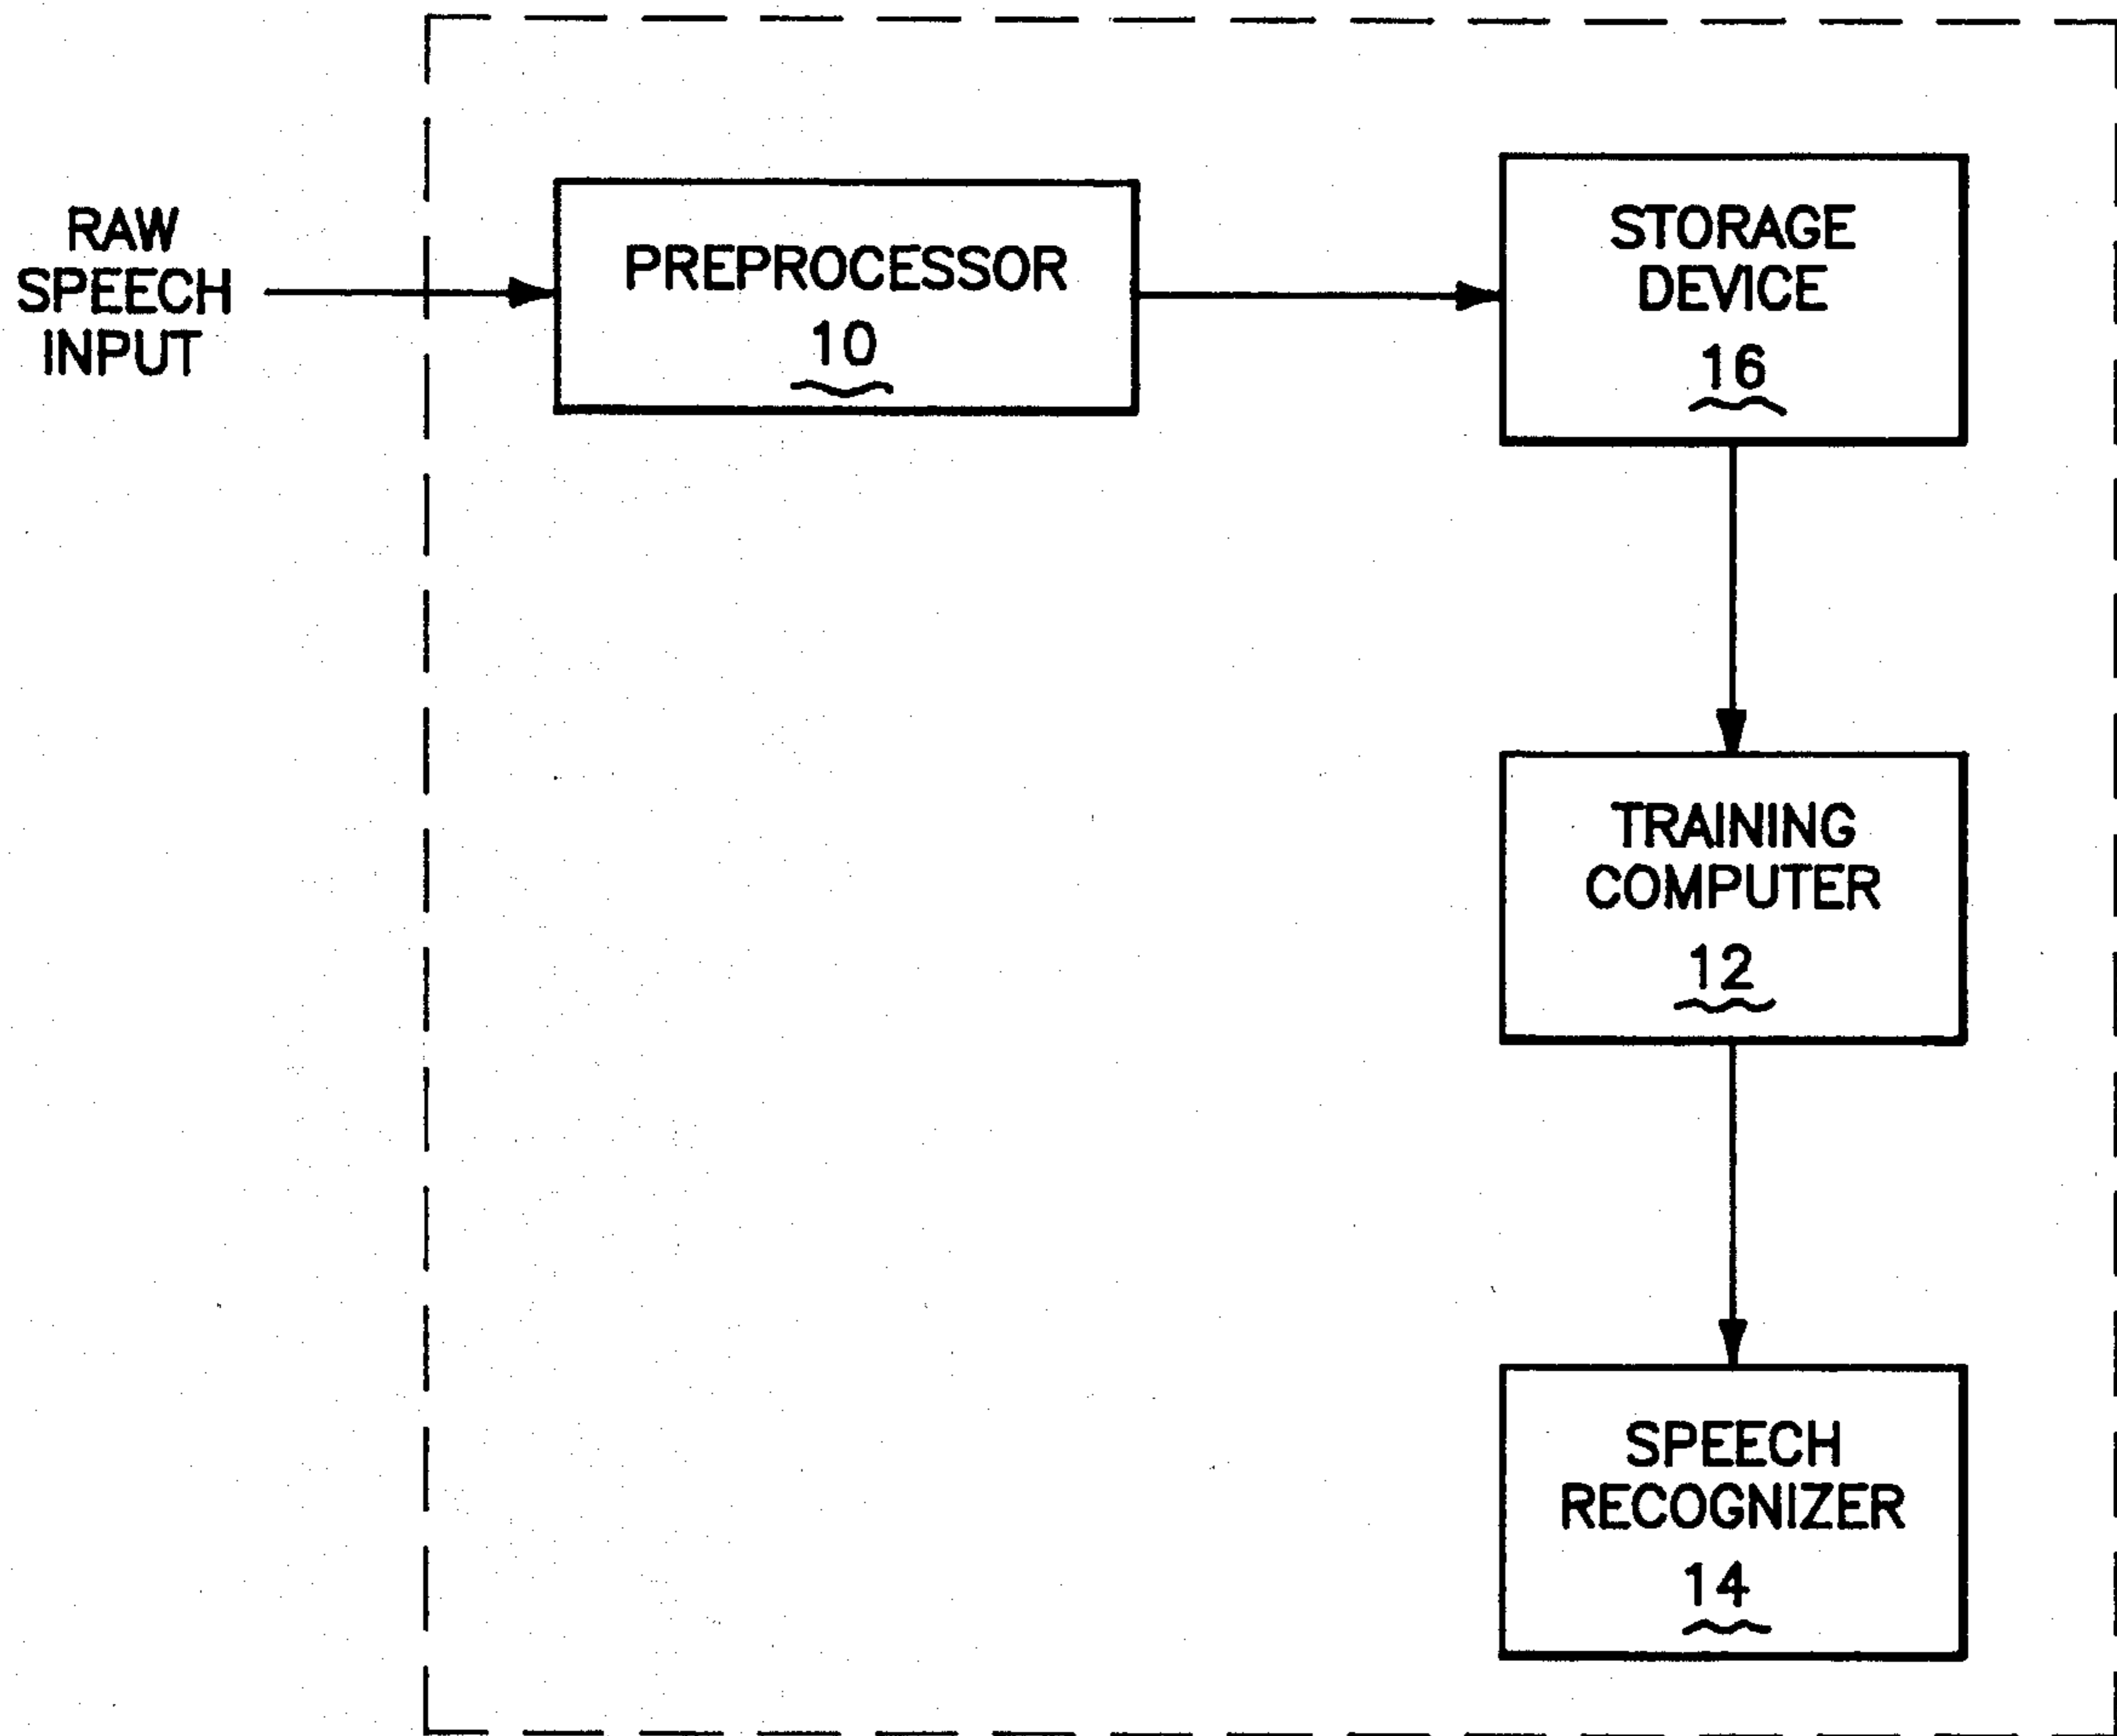 RAW
SPEECH
INPUT
PREPROCESSOR
10
STORAGE
DEVICE
16
TRAINING
COMPUTER
12
SPEECH
RECOGNIZER
14